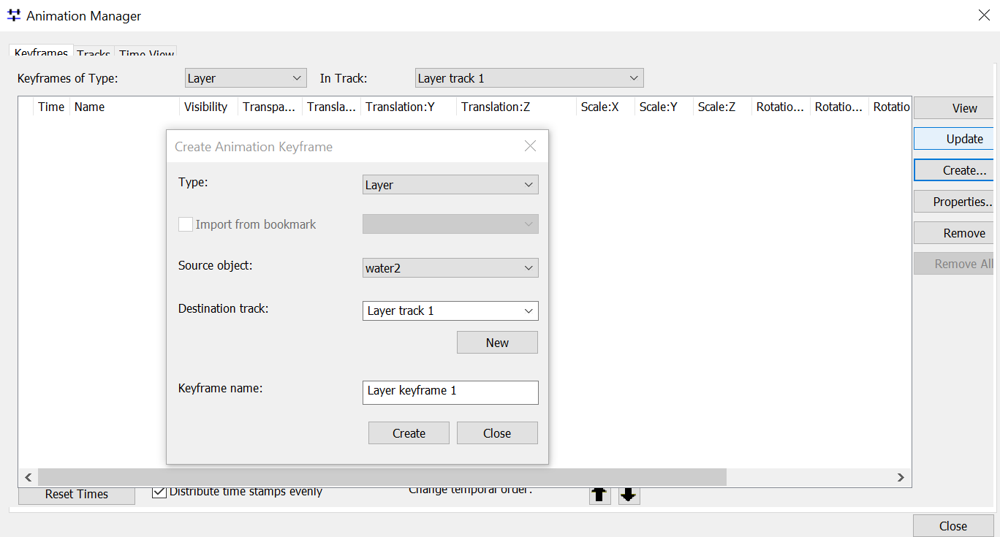 Animation Manager
Keyframes Tracks Time View
Keyframes of Type: Layer In Track: Layer track 1
Time Name Visibility Transpa... Transla... Translation:Y Translation:Z Scale:X Scale:Y Scale:Z Rotatio... Rotatio... Rotatio
View
Update
Create...
Properties..
Remove
Remove All
Create Animation Keyframe
Type: Layer
Import from bookmark
Source object: water2
Destination track: Layer track 1
New
Keyframe name: Layer keyframe 1
Create Close
Reset Times Distribute time stamps evenly Change temporal order:
Close